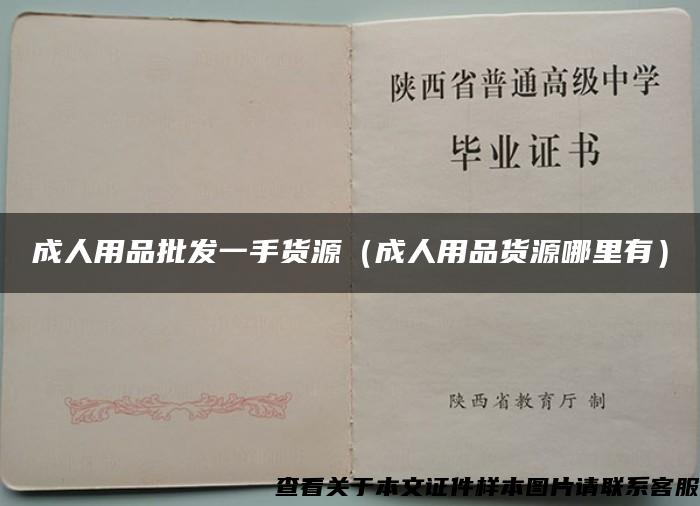 陕西省普通高级中学
毕业证书
成人用品批发一手货源（成人用品货源哪里有）
陕西省教育厅 制
查看关于本文证件样本图片请联系客服